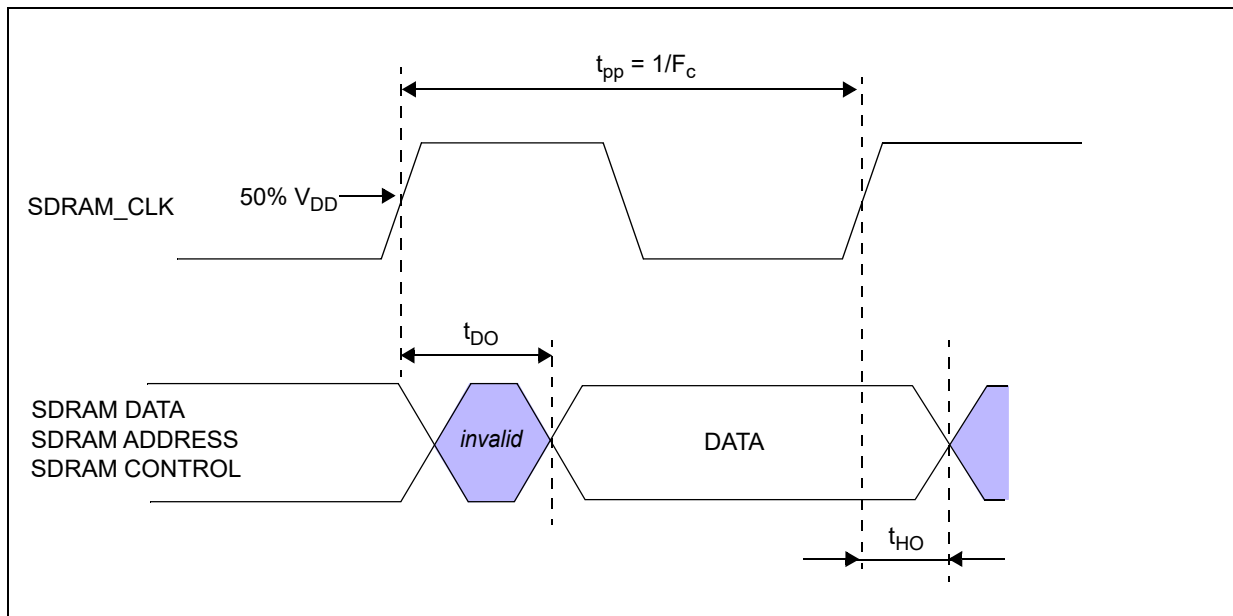 t_pp = 1/F_c
50% V_DD
SDRAM_CLK
t_DO
SDRAM DATA
SDRAM ADDRESS
SDRAM CONTROL
invalid
DATA
t_HO